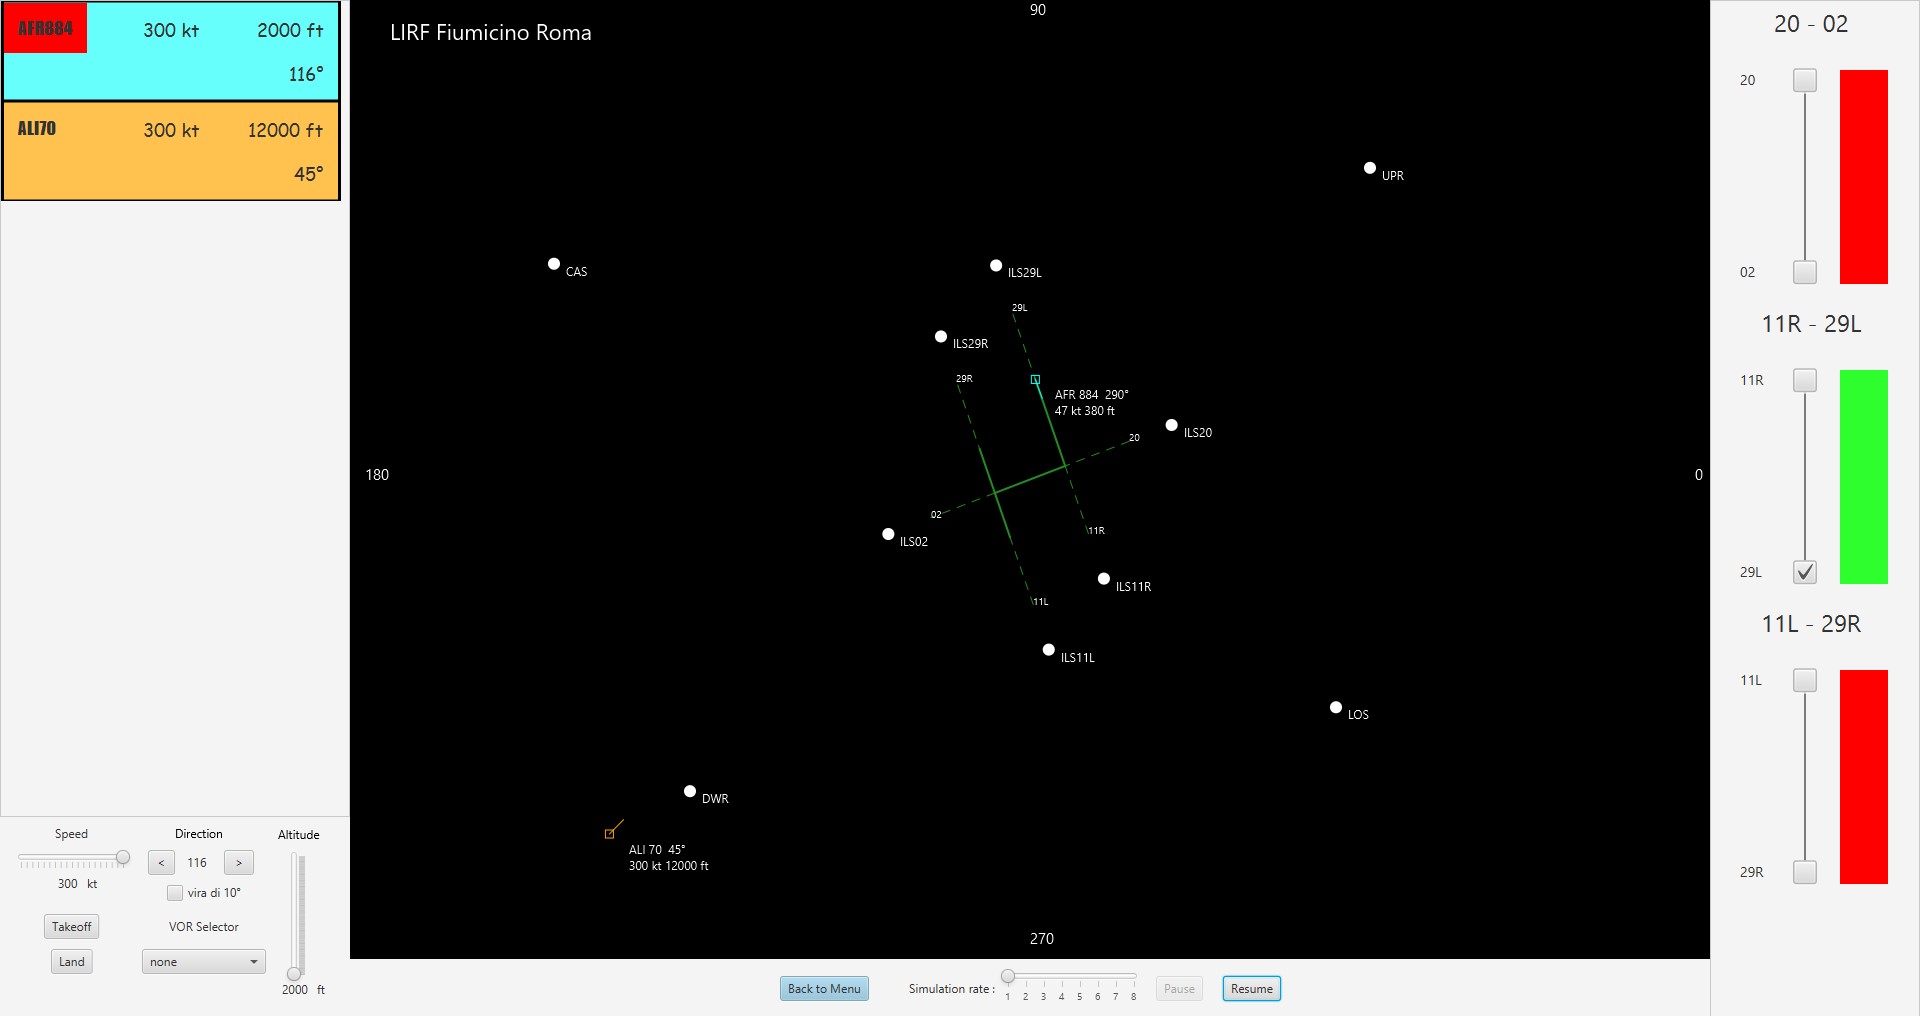 AFR884 300 kt 2000 ft
116°
ALI70 300 kt 12000 ft
45°
Speed Direction Altitude
< 116 >
300 kt
vira di 10°
Takeoff VOR Selector
Land none
2000 ft
LIRF Fiumicino Roma
90
UPR
CAS
ILS29L
29L
ILS29R
29R
AFR 884 290°
47 kt 380 ft
20
ILS20
180
0
02
ILS02
11R
ILS11R
11L
ILS11L
LOS
DWR
ALI 70 45°
300 kt 12000 ft
270
Back to Menu Simulation rate : 1 2 3 4 5 6 7 8 Pause Resume
20 - 02
20
02
11R - 29L
11R
29L
11L - 29R
11L
29R